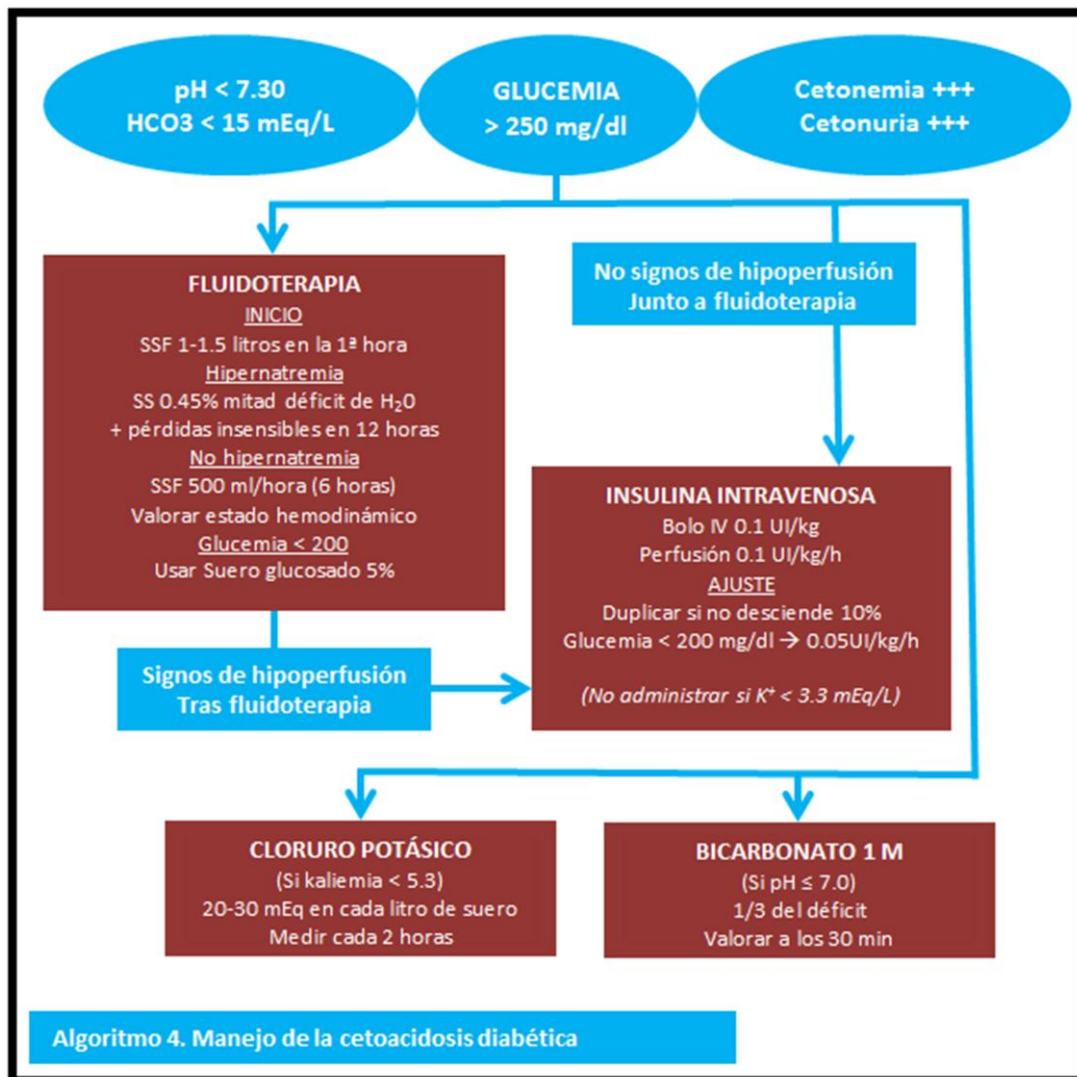 pH < 7.30
HCO3 < 15 mEq/L
GLUCEMIA
> 250 mg/dl
Cetonemia +++
Cetonuria +++
FLUIDOTERAPIA
INICIO
SSF 1-1.5 litros en la 1ª hora
Hipernatremia
SS 0.45% mitad déficit de H₂0
+ pérdidas insensibles en 12 horas
No hipernatremia
SSF 500 ml/hora (6 horas)
Valorar estado hemodinámico
Glucemia < 200
Usar Suero glucosado 5%
No signos de hipoperfusión
Junto a fluidoterapia
INSULINA INTRAVENOSA
Bolo IV 0.1 UI/kg
Perfusión 0.1 UI/kg/h
AJUSTE
Duplicar si no desciende 10%
Glucemia < 200 mg/dl → 0.05UI/kg/h
(No administrar si K⁺ < 3.3 mEq/L)
Signos de hipoperfusión
Tras fluidoterapia
CLORURO POTÁSICO
(Si kaliemia < 5.3)
20-30 mEq en cada litro de suero
Medir cada 2 horas
BICARBONATO 1 M
(Si pH ≤ 7.0)
1/3 del déficit
Valorar a los 30 min
Algoritmo 4. Manejo de la cetoacidosis diabética